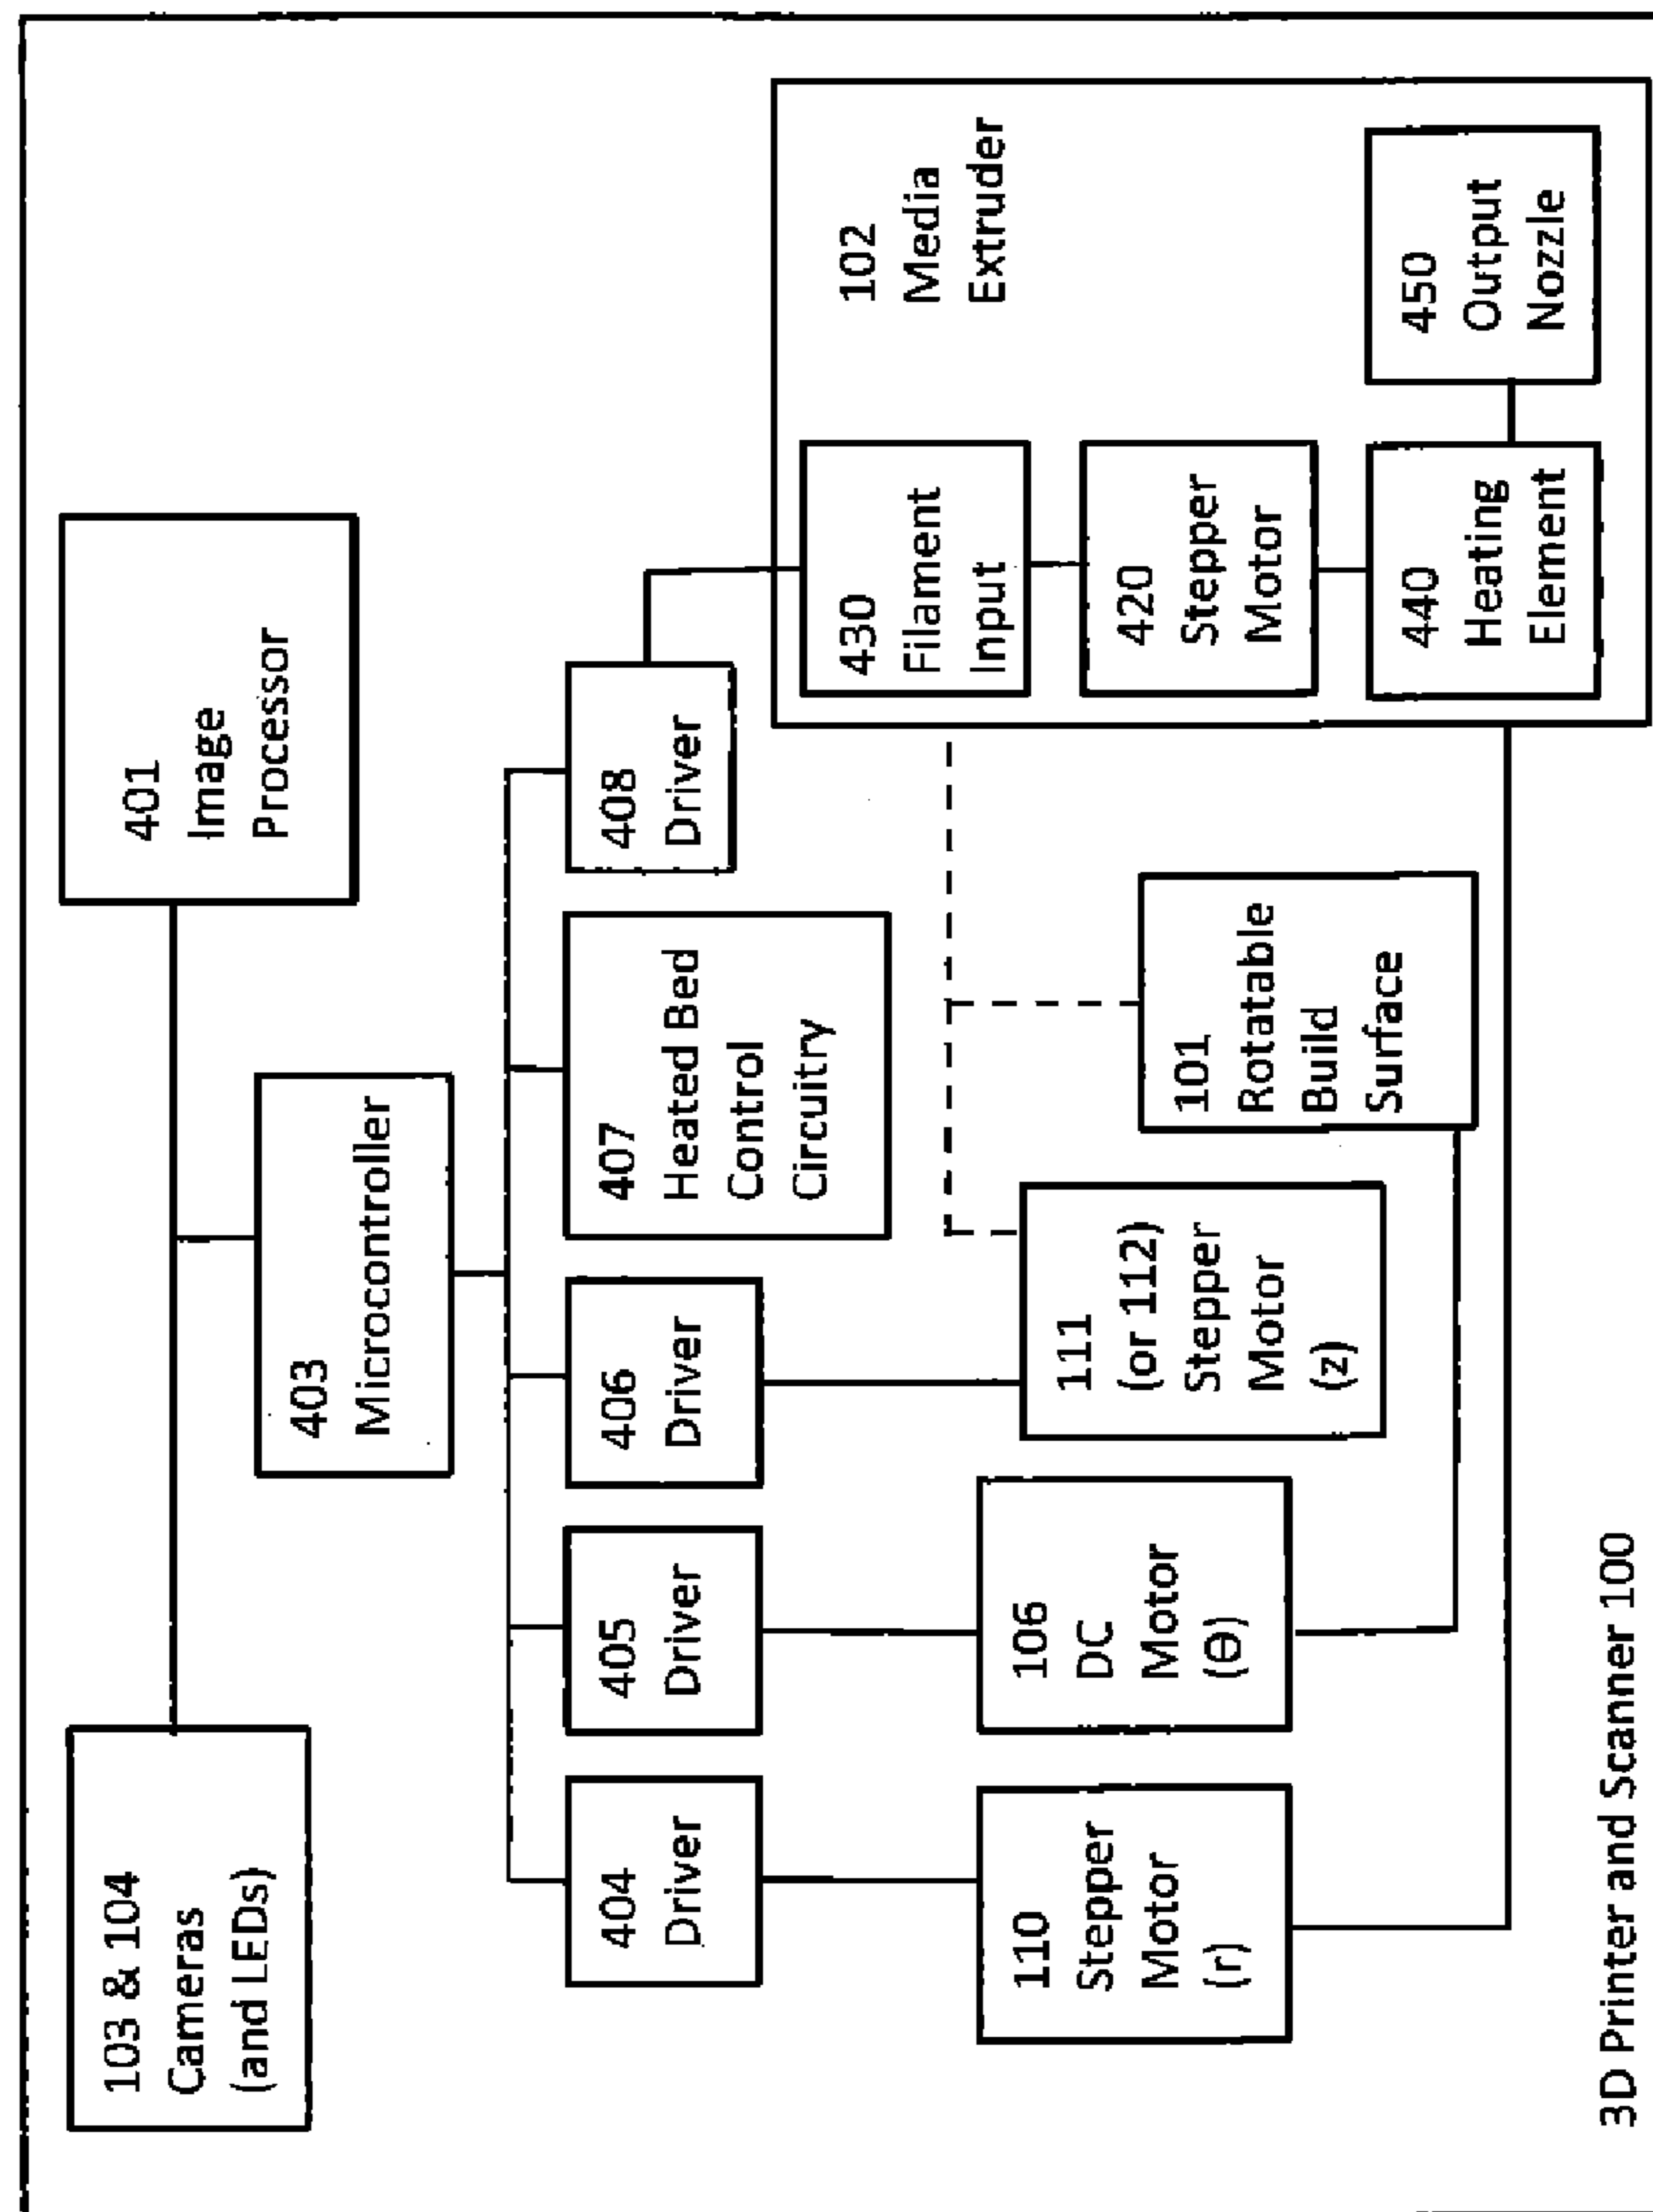 103 & 104
Cameras
(and LEDs)
401
Image
Processor
403
Microcontroller
404
Driver
405
Driver
406
Driver
407
Heated Bed
Control
Circuitry
408
Driver
110
Stepper
Motor
(r)
106
DC
Motor
(Θ)
111
(or 112)
Stepper
Motor
(z)
101
Rotatable
Build
Surface
102
Media
Extruder
430
Filament
Input
420
Stepper
Motor
440
Heating
Element
450
Output
Nozzle
3D Printer and Scanner 100